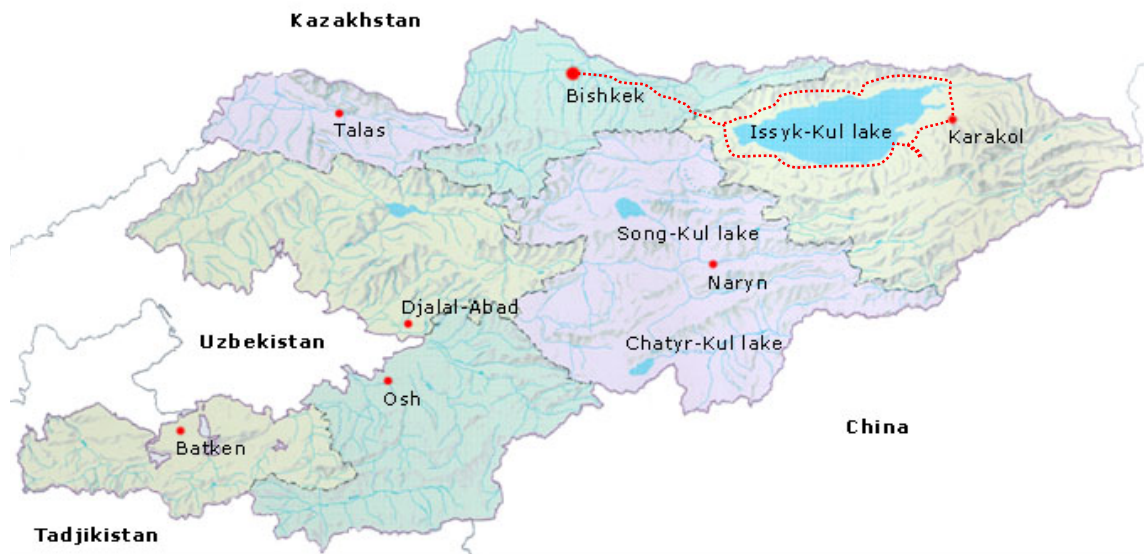 Kazakhstan
Bishkek
Talas
Issyk-Kul lake
Karakol
Song-Kul lake
Naryn
Djalal-Abad
Uzbekistan
Chatyr-Kul lake
Osh
China
Batken
Tadjikistan